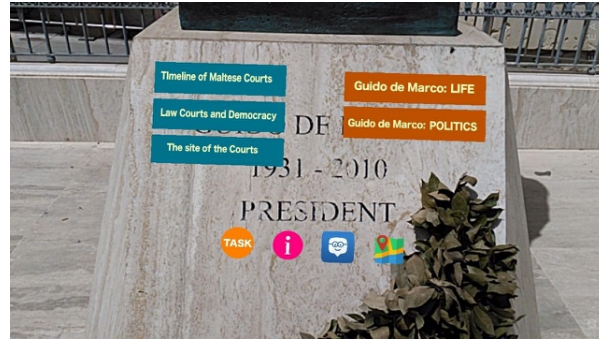 TImeline of Maltese Courts
Guido de Marco: LIFE
Law Courts and Democracy
Guido de Marco: POLITICS
DE
The site of the Courts
1931 - 2010
PRESIDENT
TASK
i